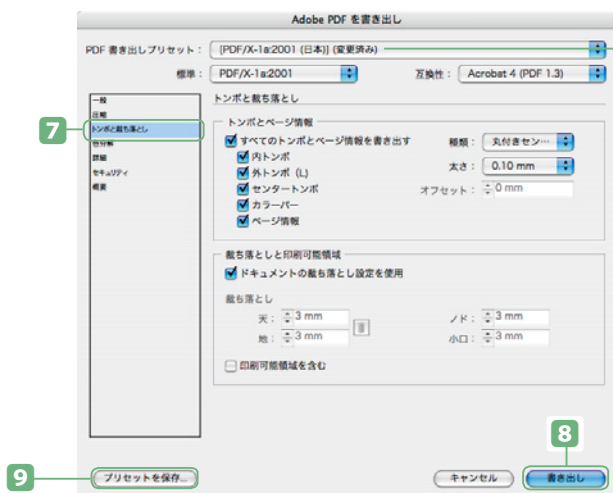 Adobe PDF を書き出し
PDF 書き出しプリセット： [PDF/X-1a:2001 (日本)] (変更済み)
標準： PDF/X-1a:2001 互換性： Acrobat 4 (PDF 1.3)
一般
圧縮
トンボと裁ち落とし
色分解
詳細
セキュリティ
概要
7
トンボと裁ち落とし
トンボとページ情報
すべてのトンボとページ情報を書き出す 種類： 丸付きセン…
内トンボ 太さ： 0.10 mm
外トンボ (L)
センタートンボ オフセット： 0 mm
カラーバー
ページ情報
裁ち落としと印刷可能領域
ドキュメントの裁ち落とし設定を使用
裁ち落とし
天： 3 mm ノド： 3 mm
地： 3 mm 小口： 3 mm
印刷可能領域を含む
8
9
プリセットを保存... キャンセル 書き出し